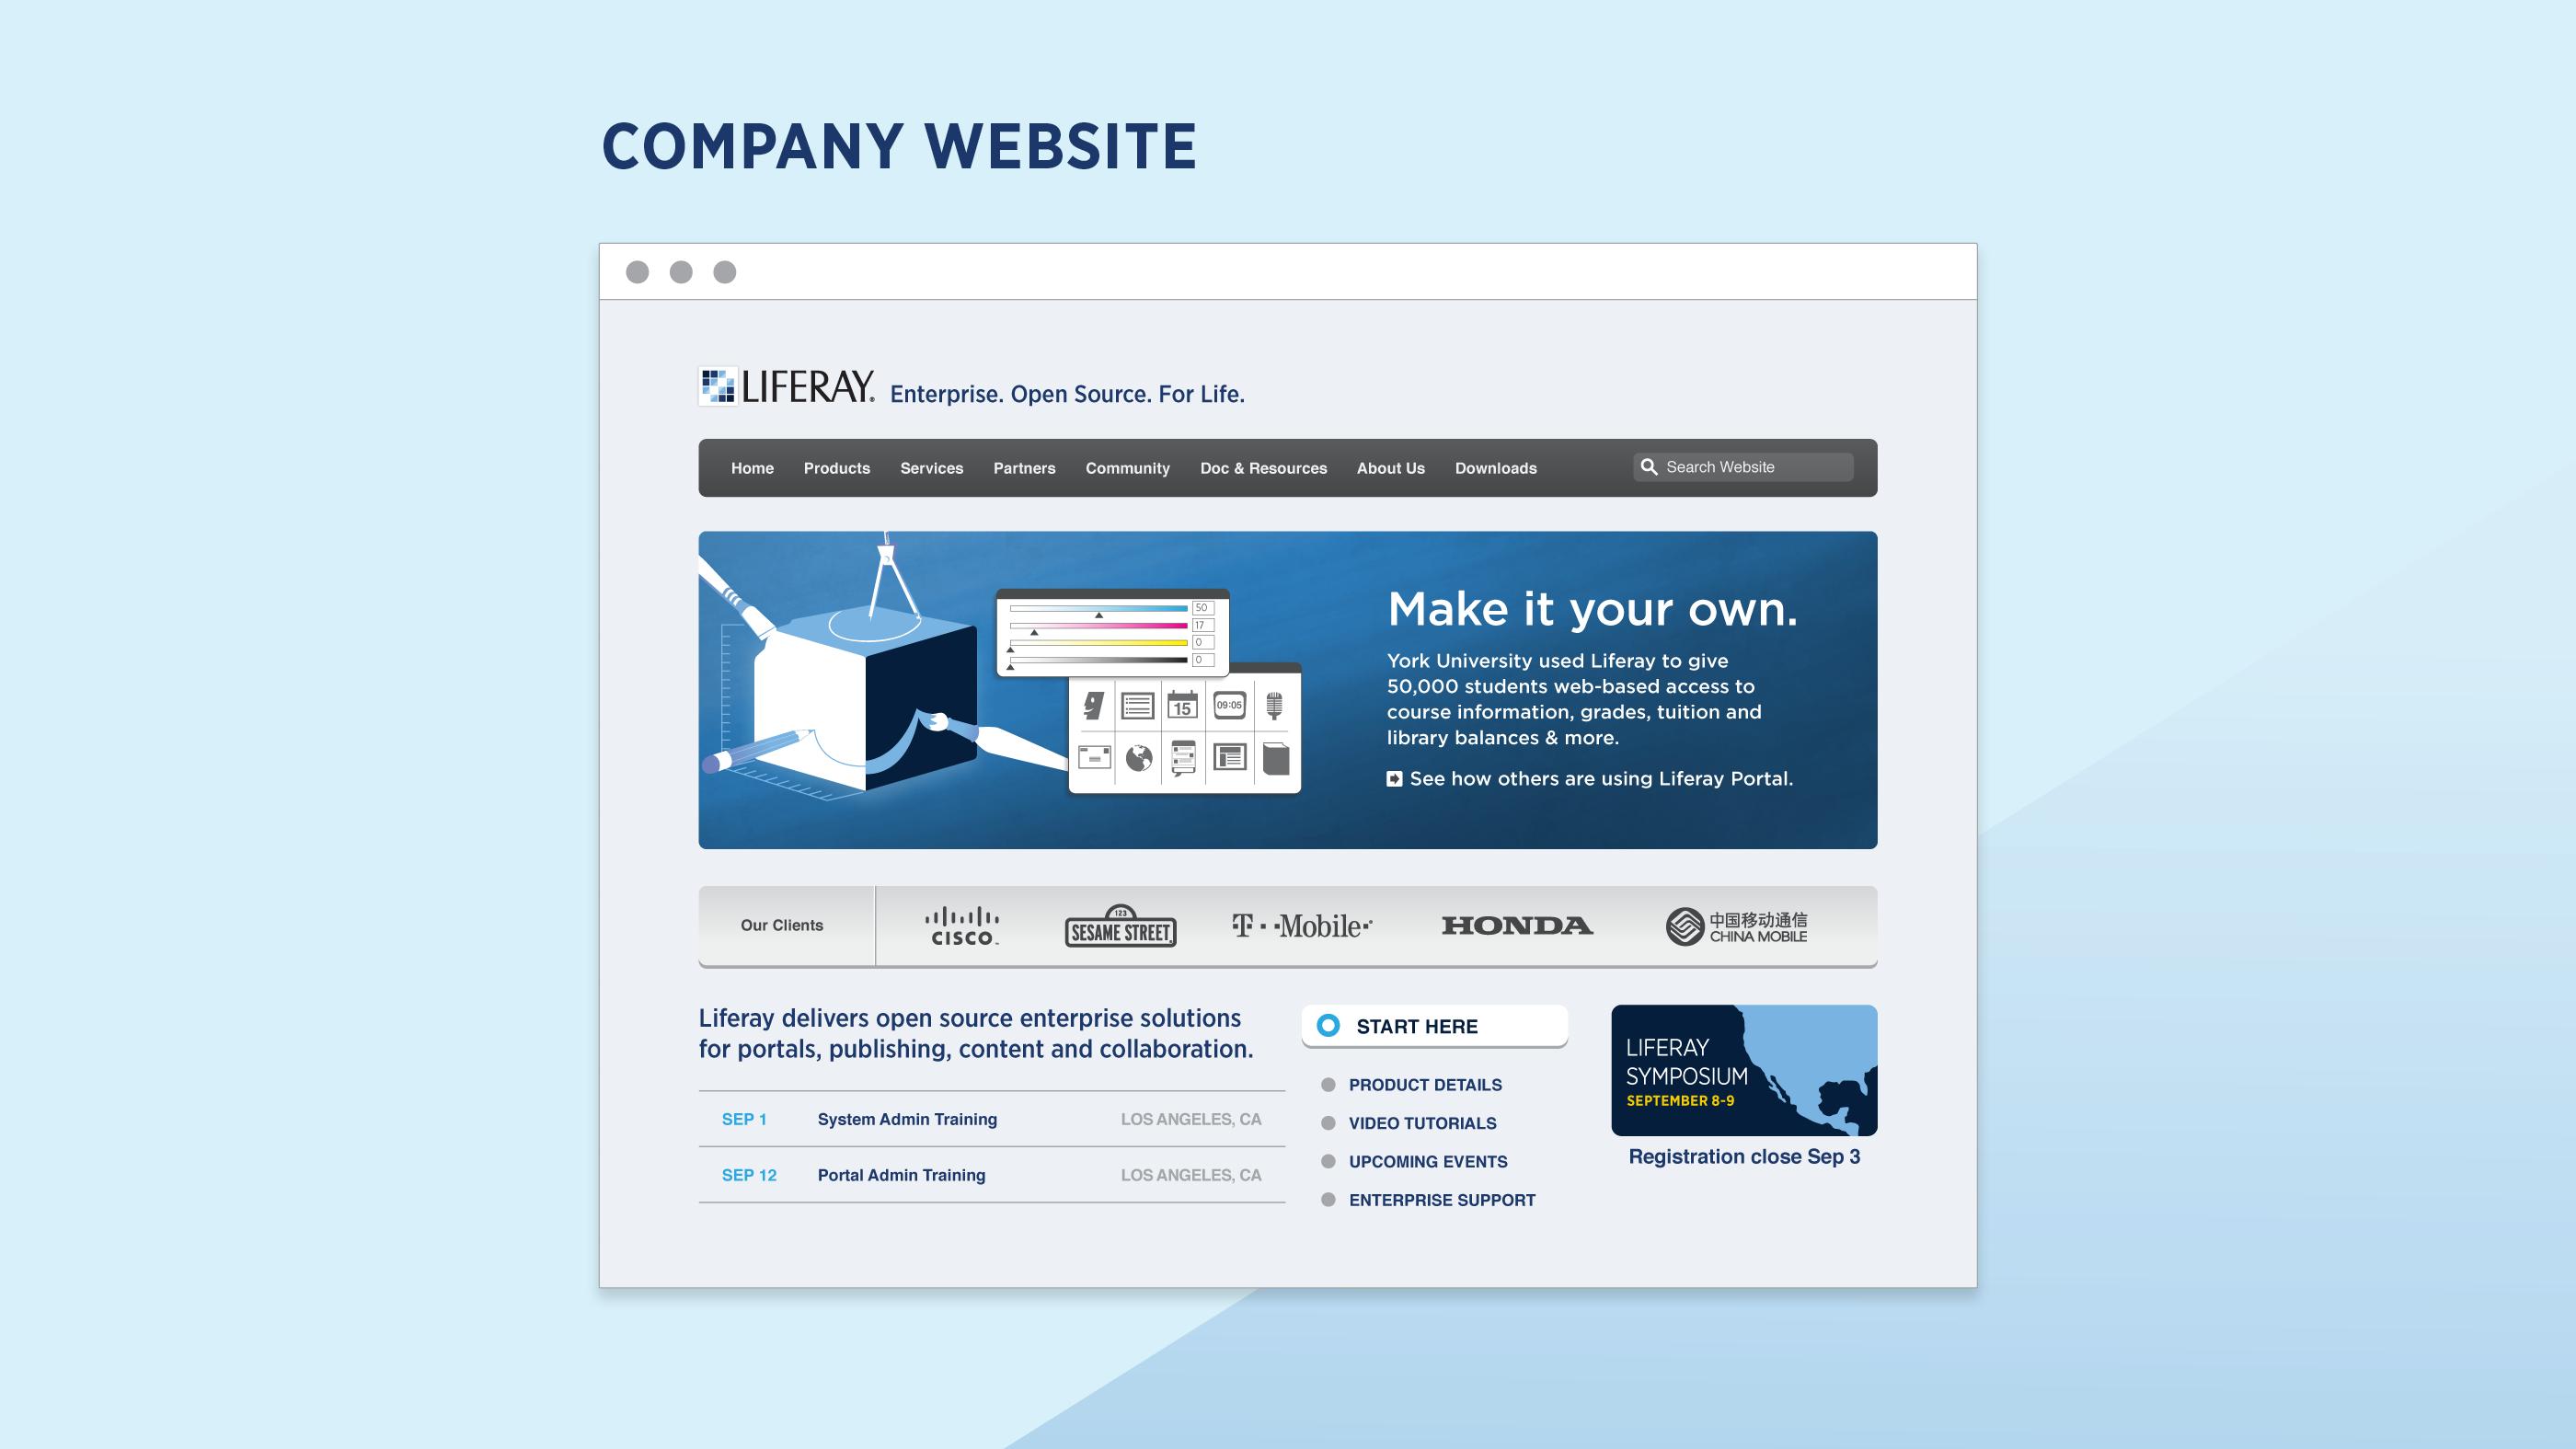 COMPANY WEBSITE
LIFERAY® Enterprise. Open Source. For Life.
Home Products Services Partners Community Doc & Resources About Us Downloads Search Website
50
17
0
0
15 09:05
Make it your own.
York University used Liferay to give
50,000 students web-based access to
course information, grades, tuition and
library balances & more.
See how others are using Liferay Portal.
Our Clients
CISCO™
123
SESAME STREET®
T · · Mobile · ®
HONDA
中国移动通信
CHINA MOBILE
Liferay delivers open source enterprise solutions
for portals, publishing, content and collaboration.
SEP 1 System Admin Training LOS ANGELES, CA
SEP 12 Portal Admin Training LOS ANGELES, CA
START HERE
PRODUCT DETAILS
VIDEO TUTORIALS
UPCOMING EVENTS
ENTERPRISE SUPPORT
LIFERAY
SYMPOSIUM
SEPTEMBER 8-9
Registration close Sep 3